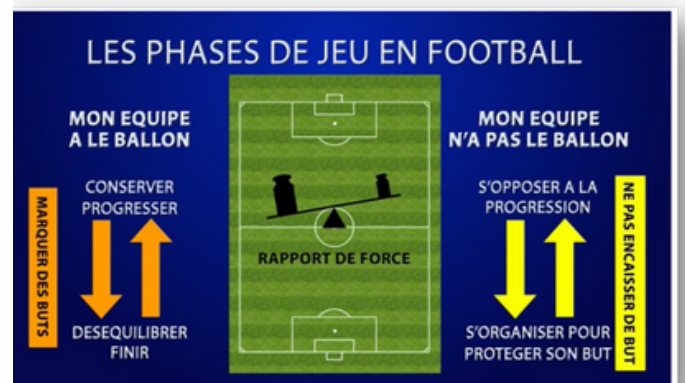 LES PHASES DE JEU EN FOOTBALL
MON EQUIPE
A LE BALLON
CONSERVER
PROGRESSER
MARQUER DES BUTS
DESEQUILIBRER
FINIR
RAPPORT DE FORCE
MON EQUIPE
N'A PAS LE BALLON
S'OPPOSER A LA
PROGRESSION
NE PAS ENCAISSER DE BUT
S'ORGANISER POUR
PROTEGER SON BUT